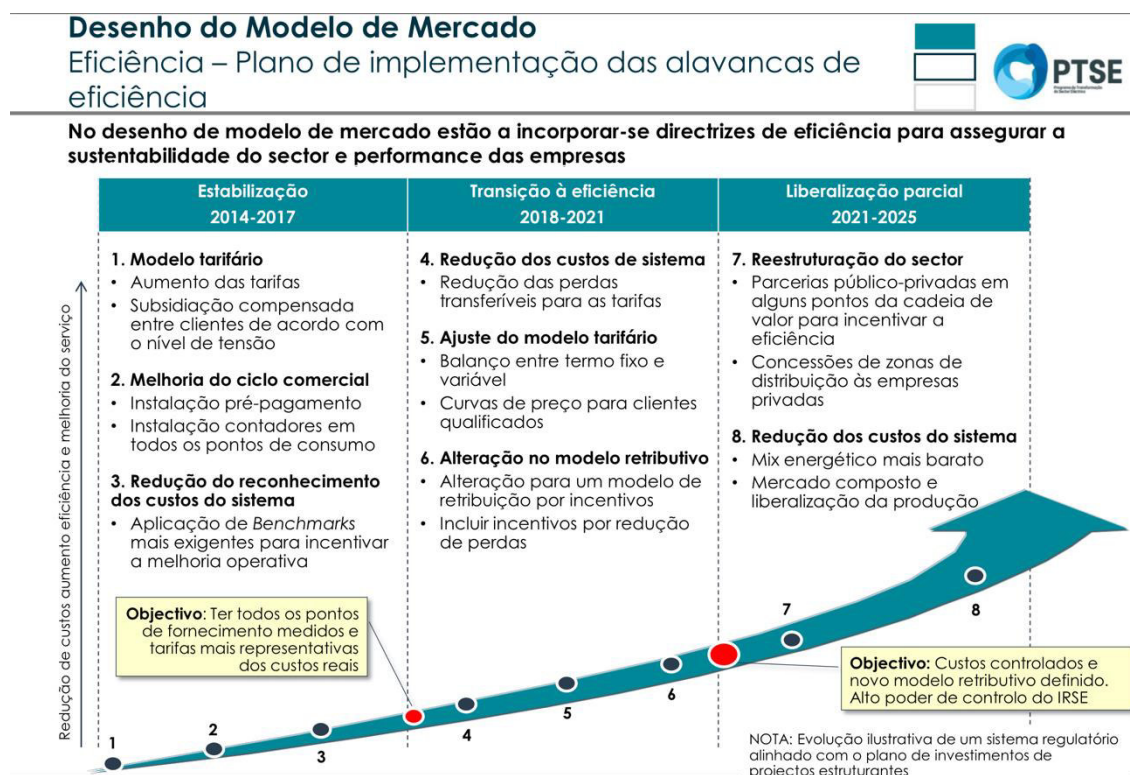 Desenho do Modelo de Mercado
Eficiência – Plano de implementação das alavancas de
eficiência
PTSE
Programa de Transformação
do Sector Eléctrico
No desenho de modelo de mercado estão a incorporar-se directrizes de eficiência para assegurar a
sustentabilidade do sector e performance das empresas
Redução de custos aumento eficiência e melhoria do serviço
Estabilização
2014-2017
1. Modelo tarifário
• Aumento das tarifas
• Subsidiação compensada
entre clientes de acordo com
o nível de tensão
2. Melhoria do ciclo comercial
• Instalação pré-pagamento
• Instalação contadores em
todos os pontos de consumo
3. Redução do reconhecimento
dos custos do sistema
• Aplicação de Benchmarks
mais exigentes para incentivar
a melhoria operativa
Transição à eficiência
2018-2021
4. Redução dos custos de sistema
• Redução das perdas
transferíveis para as tarifas
5. Ajuste do modelo tarifário
• Balanço entre termo fixo e
variável
• Curvas de preço para clientes
qualificados
6. Alteração no modelo retributivo
• Alteração para um modelo de
retribuição por incentivos
• Incluir incentivos por redução
de perdas
Liberalização parcial
2021-2025
7. Reestruturação do sector
• Parcerias público-privadas em
alguns pontos da cadeia de
valor para incentivar a
eficiência
• Concessões de zonas de
distribuição às empresas
privadas
8. Redução dos custos do sistema
• Mix energético mais barato
• Mercado composto e
liberalização da produção
Objectivo: Ter todos os pontos
de fornecimento medidos e
tarifas mais representativas
dos custos reais
1
2
3
4
5
6
7
8
Objectivo: Custos controlados e
novo modelo retributivo definido.
Alto poder de controlo do IRSE
NOTA: Evolução ilustrativa de um sistema regulatório
alinhado com o plano de investimentos de
projectos estruturantes